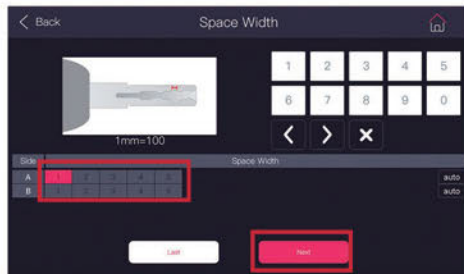 Back Space Width
1 2 3 4 5
6 7 8 9 0
1mm=100
Side Space Width
A 1 2 3 4 5 auto
B 1 2 3 4 5 auto
Last Next